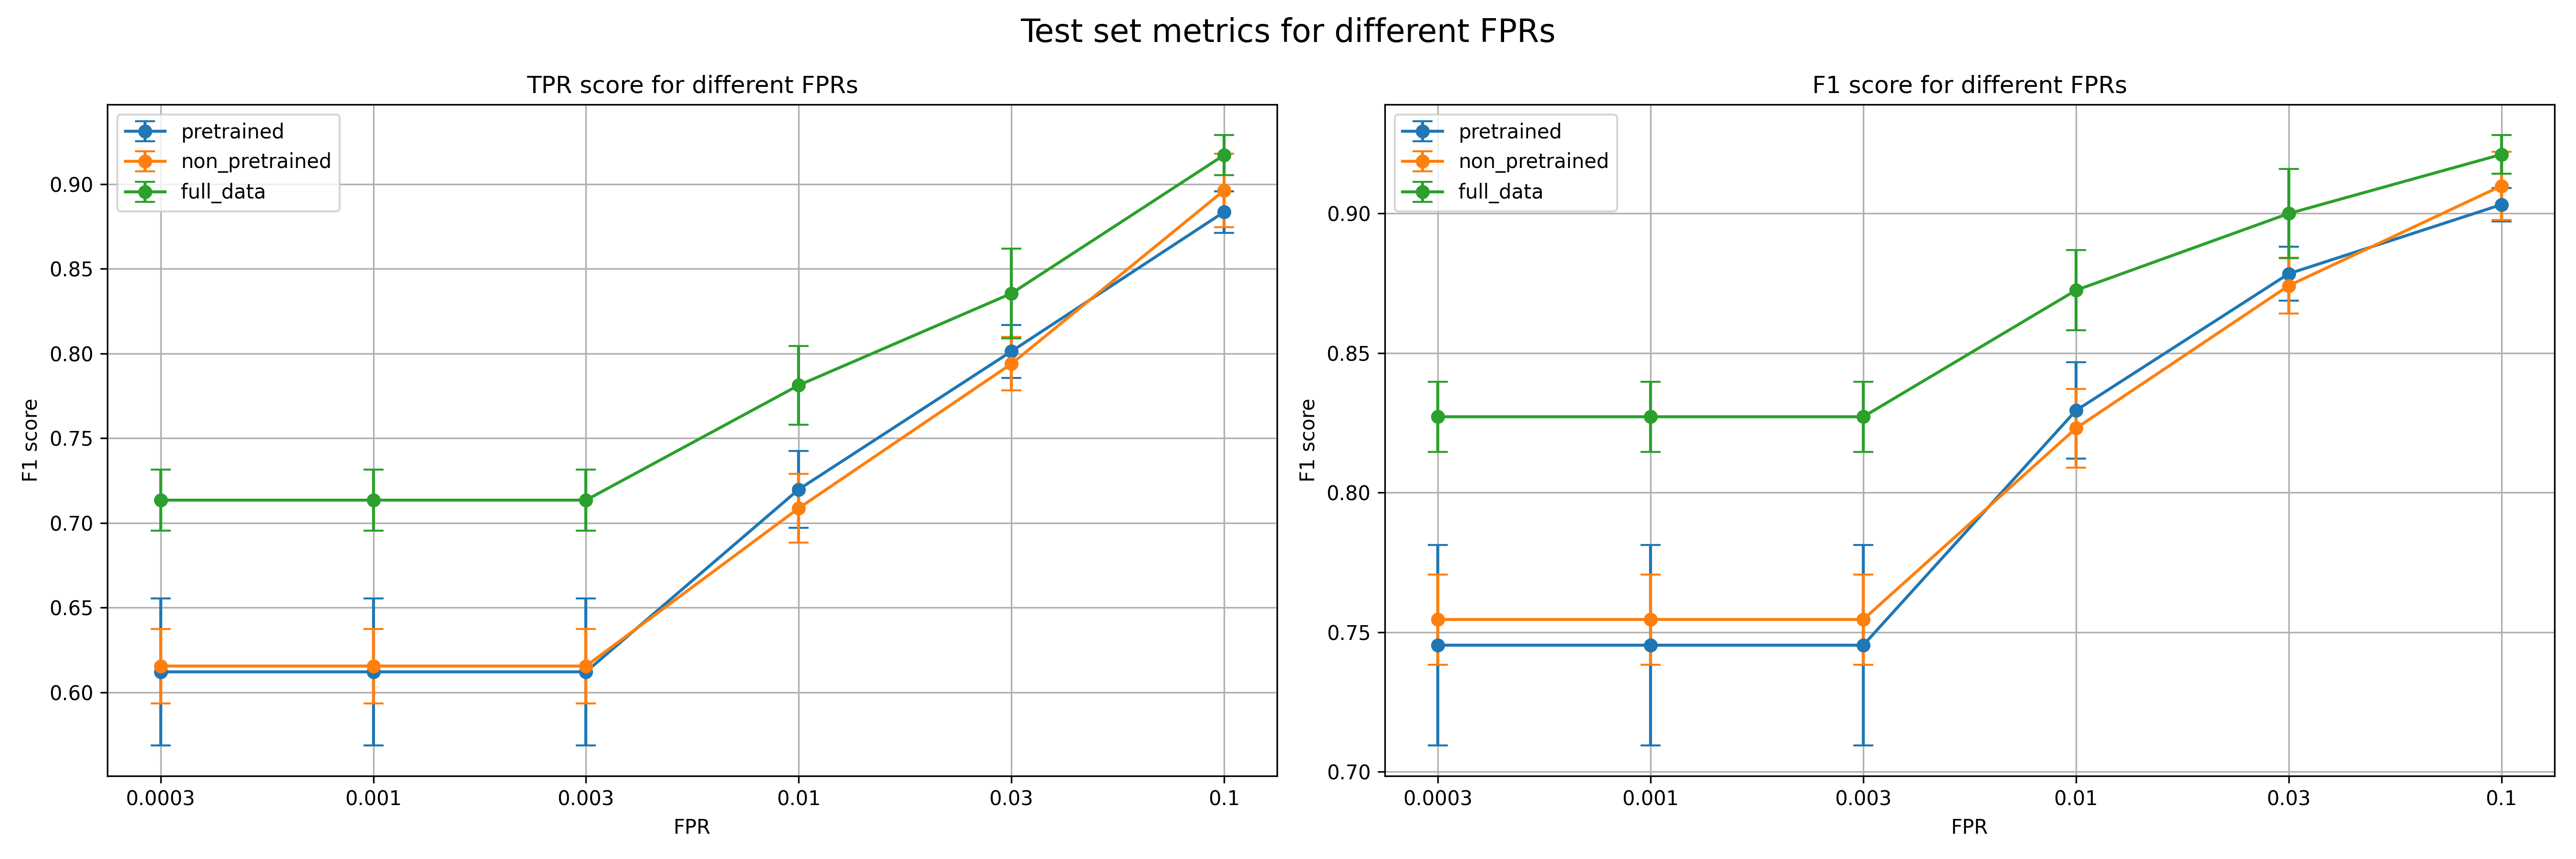 Test set metrics for different FPRs
TPR score for different FPRs
pretrained
non_pretrained
full_data
F1 score
0.90
0.85
0.80
0.75
0.70
0.65
0.60
0.0003 0.001 0.003 0.01 0.03 0.1
FPR
F1 score for different FPRs
pretrained
non_pretrained
full_data
F1 score
0.90
0.85
0.80
0.75
0.70
0.0003 0.001 0.003 0.01 0.03 0.1
FPR